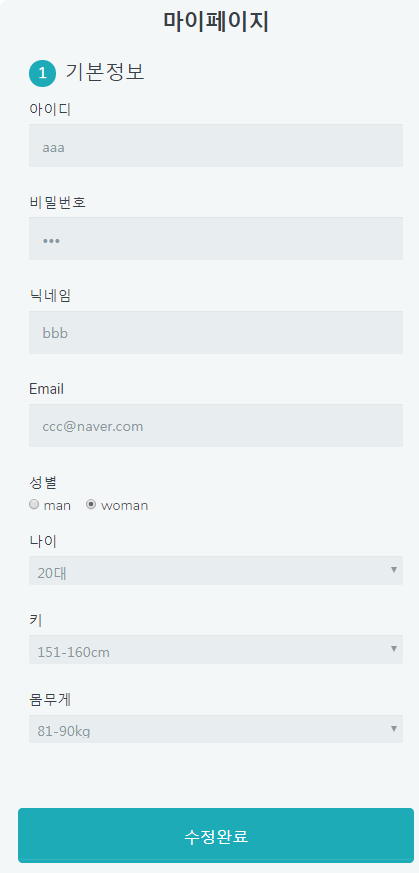 마이페이지
1 기본정보
아이디
aaa
비밀번호
•••
닉네임
bbb
Email
ccc@naver.com
성별
man woman
나이
20대
키
151-160cm
몸무게
81-90kg
수정완료